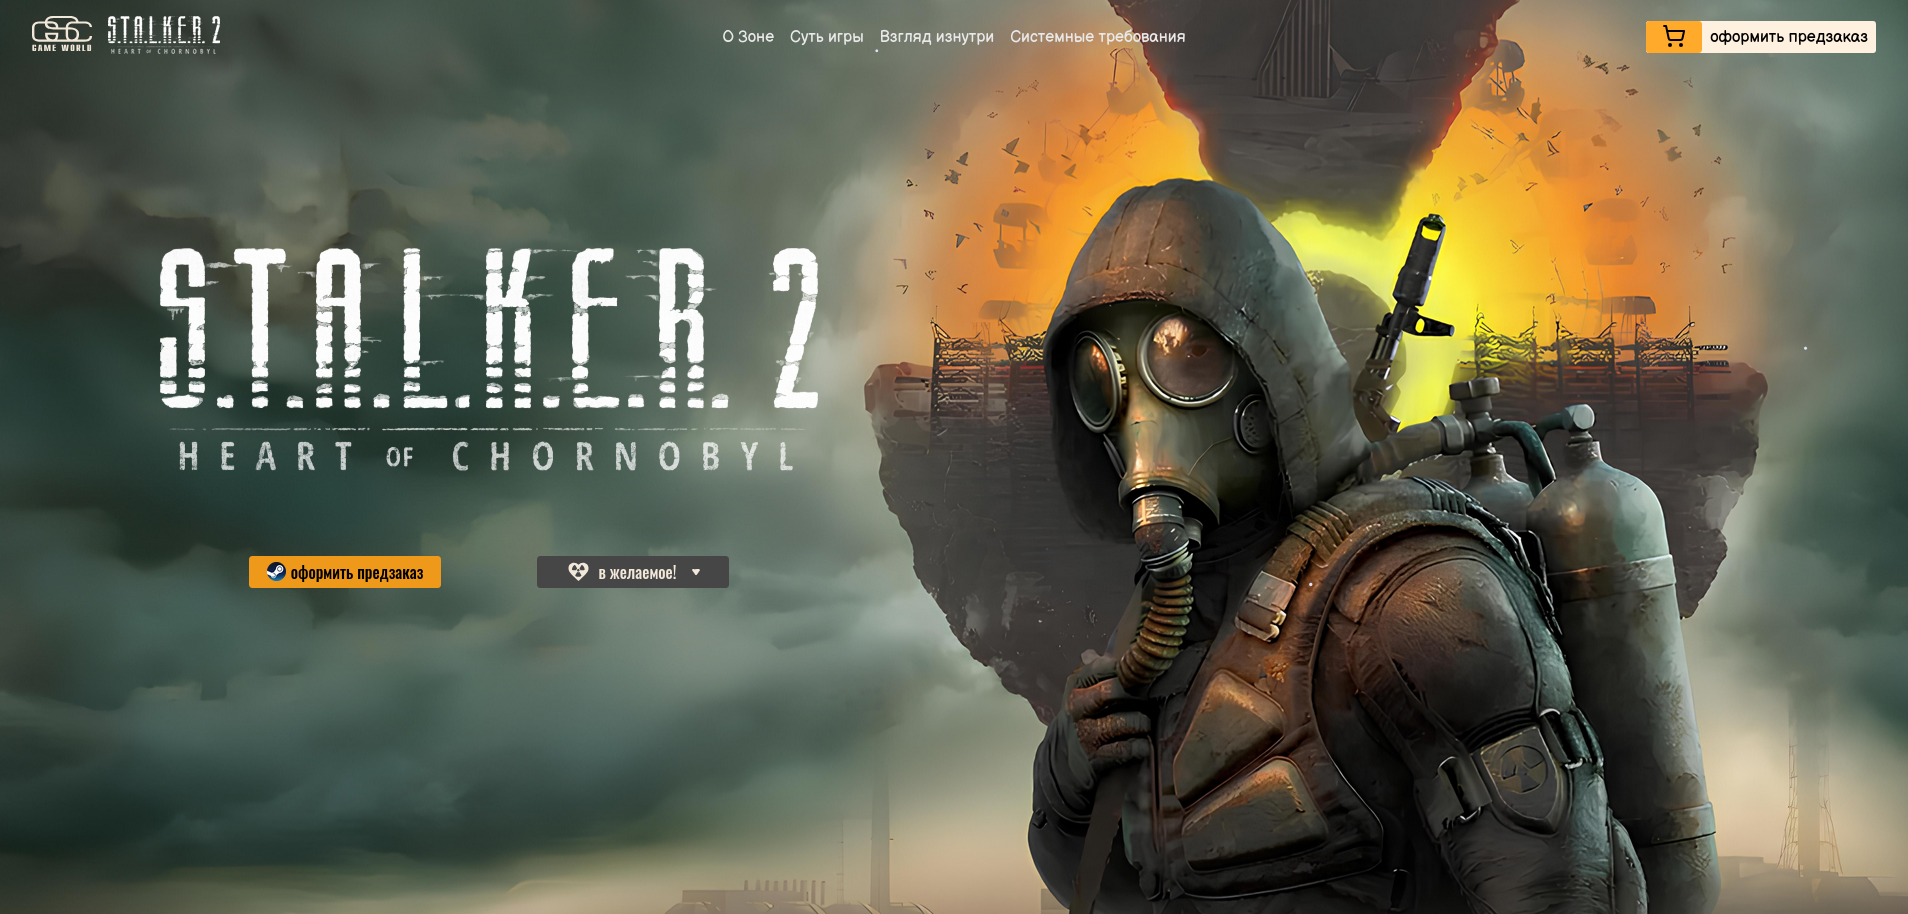 GSC
GAME WORLD
S.T.A.L.K.E.R. 2
HEART OF CHORNOBYL
О Зоне
Суть игры
Взгляд изнутри
Системные требования
оформить предзаказ
S.T.A.L.K.E.R. 2
HEART OF CHORNOBYL
оформить предзаказ
в желаемое!